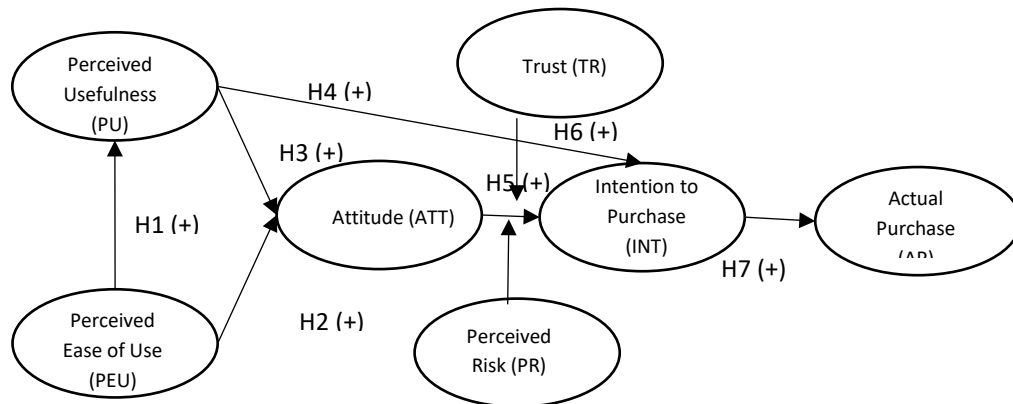 Perceived
Usefulness
(PU)
Trust (TR)
H4 (+)
H6 (+)
H3 (+)
H5 (+)
Attitude (ATT)
Intention to
Purchase
(INT)
Actual
Purchase
(AP)
H1 (+)
H7 (+)
H2 (+)
Perceived
Ease of Use
(PEU)
Perceived
Risk (PR)